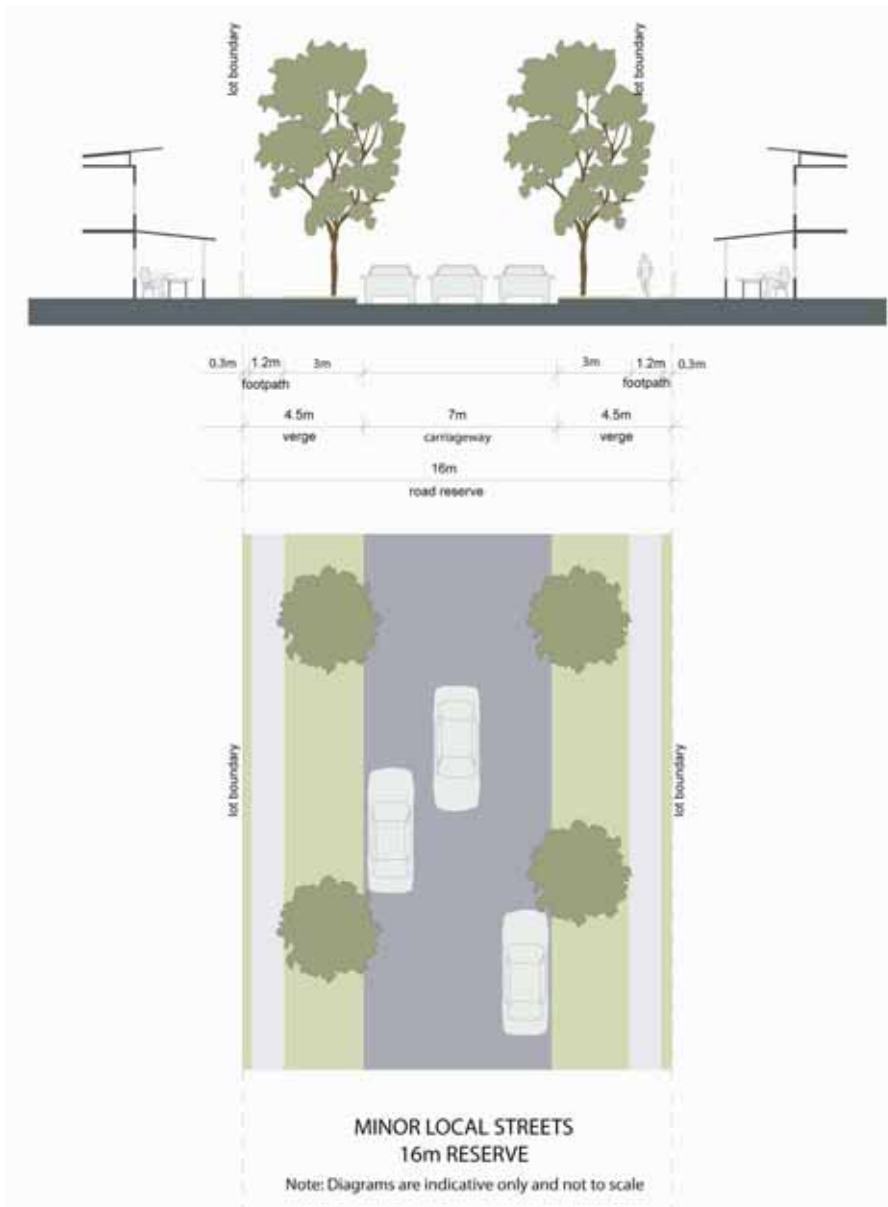 lot boundary
lot boundary
0.3m 1.2m 3m 3m 1.2m 0.3m
footpath footpath
4.5m 7m 4.5m
verge carriageway verge
16m
road reserve
lot boundary
lot boundary
MINOR LOCAL STREETS
16m RESERVE
Note: Diagrams are indicative only and not to scale